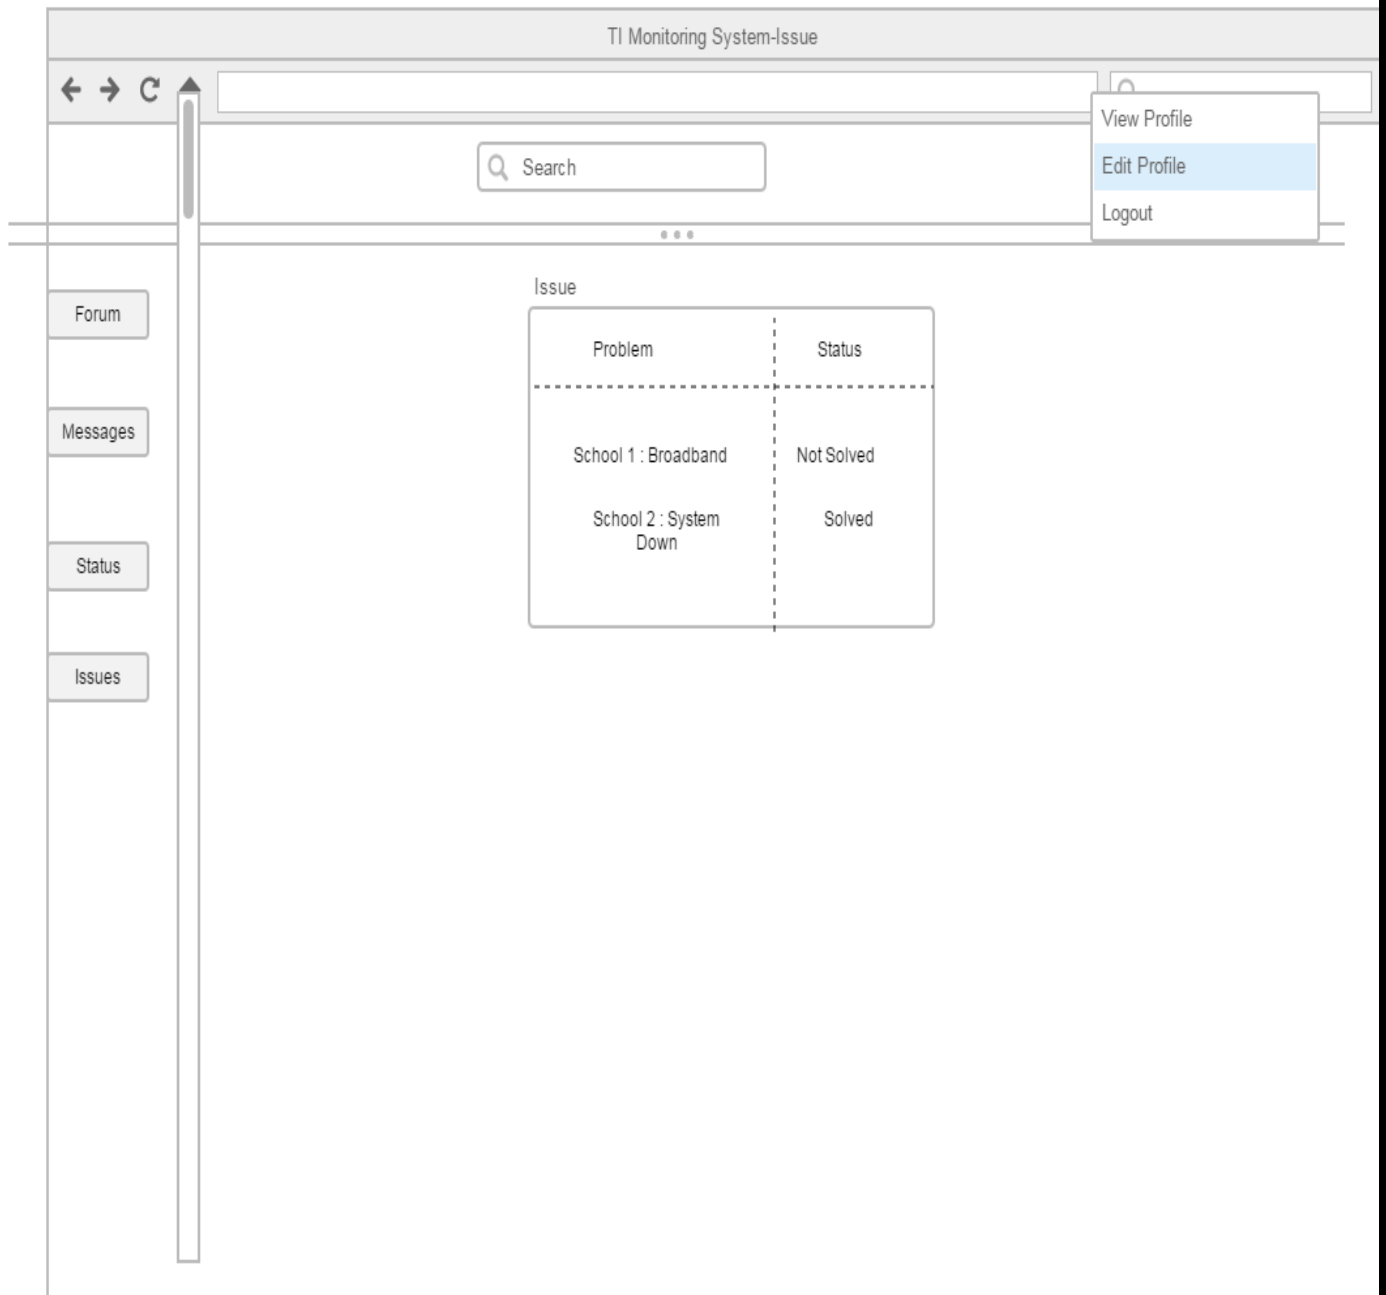 TI Monitoring System-Issue
View Profile
Search
Edit Profile
Logout
Issue
Forum
Problem
Status
Messages
School 1 : Broadband
Not Solved
School 2 : System
Down
Solved
Status
Issues